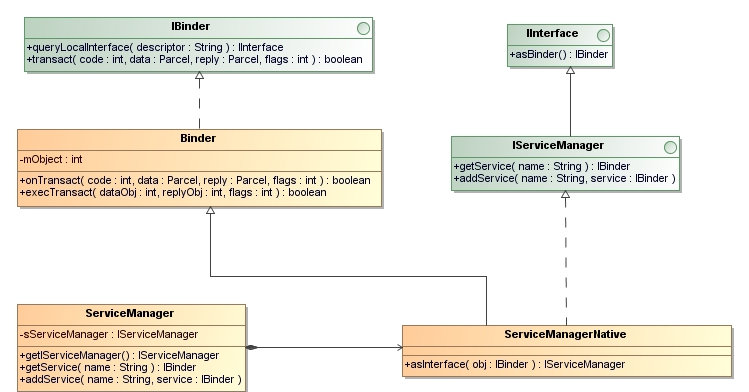 IBinder
+queryLocalInterface( descriptor : String ) : IInterface
+transact( code : int, data : Parcel, reply : Parcel, flags : int ) : boolean
IInterface
+asBinder() : IBinder
Binder
-mObject : int
+onTransact( code : int, data : Parcel, reply : Parcel, flags : int ) : boolean
+execTransact( dataObj : int, replyObj : int, flags : int ) : boolean
IServiceManager
+getService( name : String ) : IBinder
+addService( name : String, service : IBinder )
ServiceManager
-sServiceManager : IServiceManager
+getIServiceManager() : IServiceManager
+getService( name : String ) : IBinder
+addService( name : String, service : IBinder )
ServiceManagerNative
+asInterface( obj : IBinder ) : IServiceManager